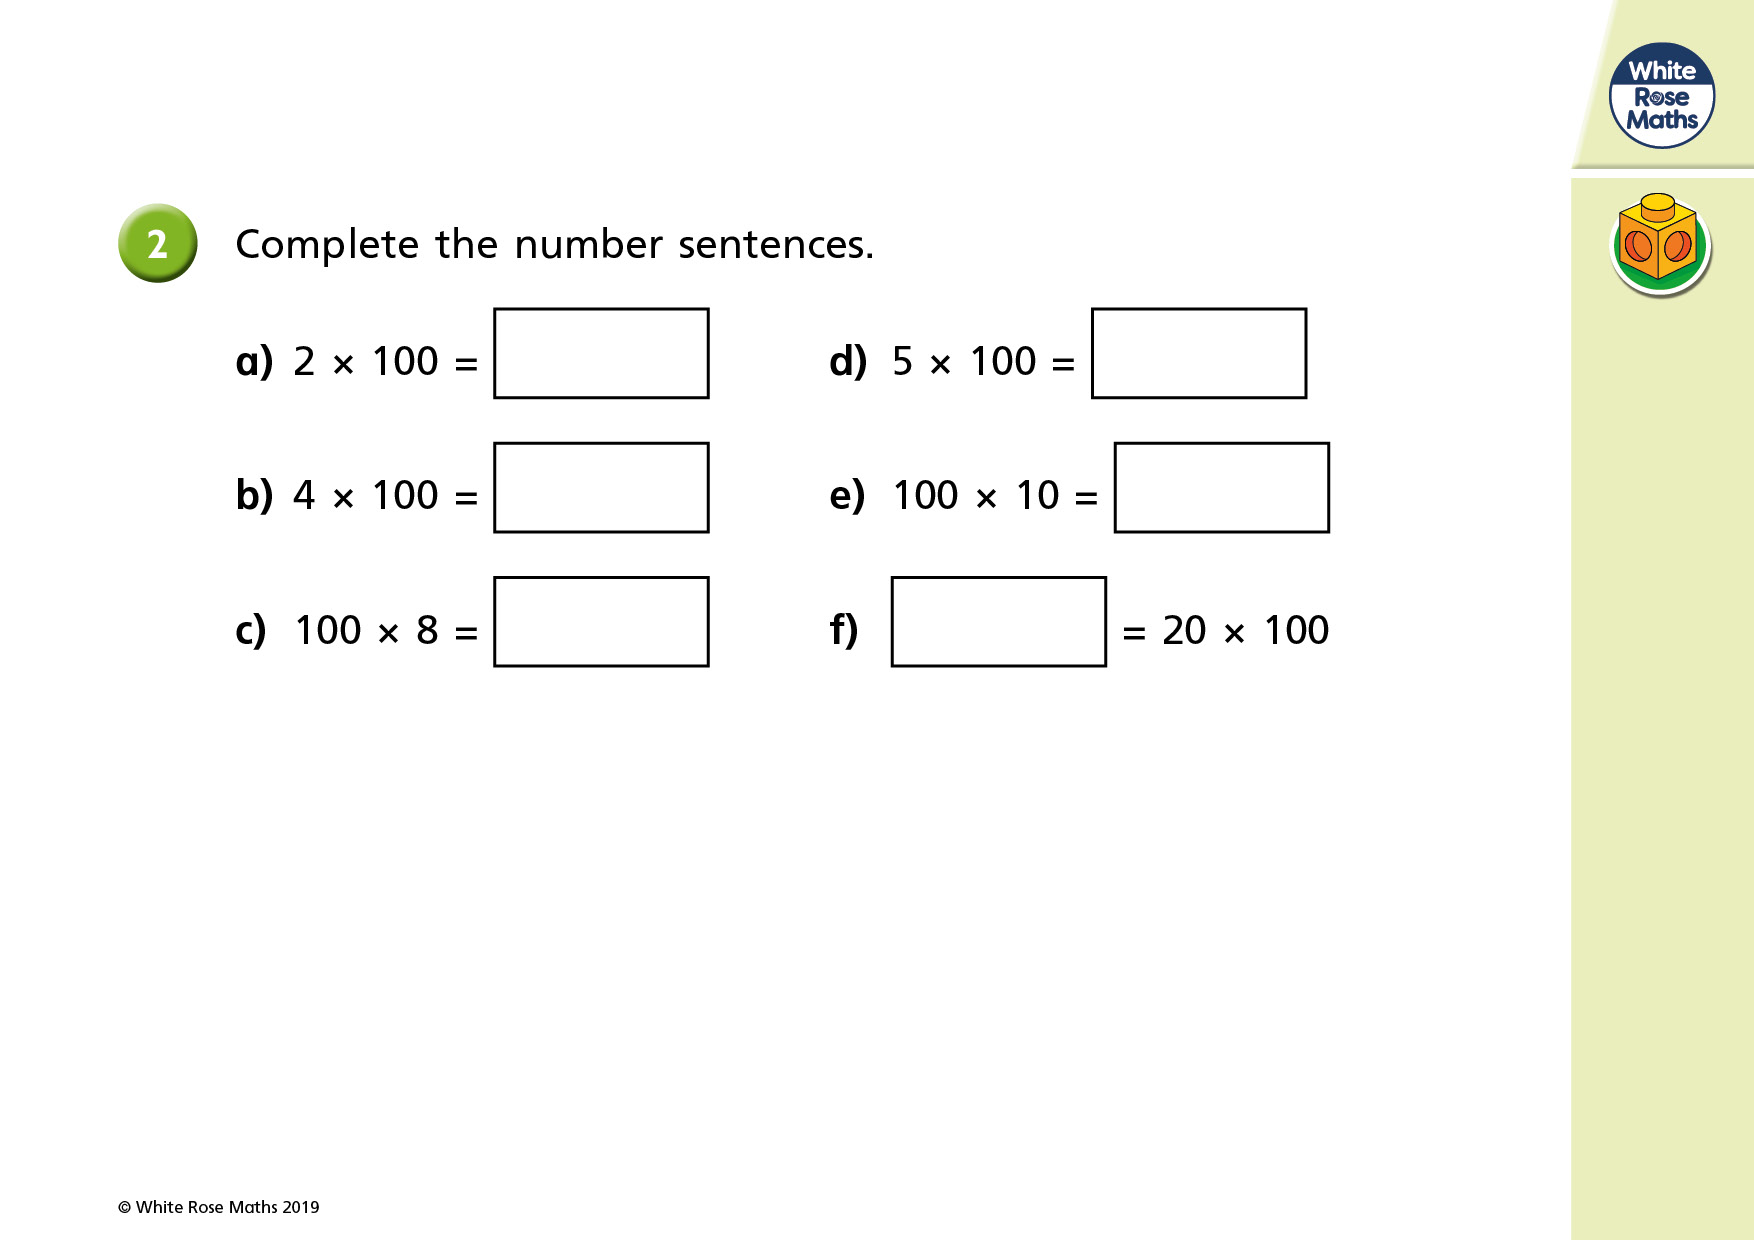 White
Rose
Maths
2 Complete the number sentences.
a) 2 × 100 =
d) 5 × 100 =
b) 4 × 100 =
e) 100 × 10 =
c) 100 × 8 =
f) = 20 × 100
© White Rose Maths 2019